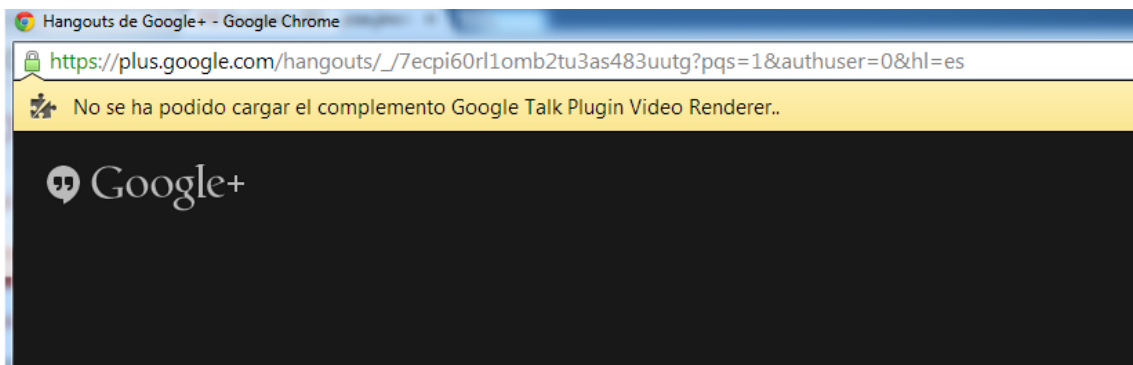 Hangouts de Google+ - Google Chrome
https://plus.google.com/hangouts/_/7ecpi60rl1omb2tu3as483uutg?pqs=1&authuser=0&hl=es
No se ha podido cargar el complemento Google Talk Plugin Video Renderer..
Google+